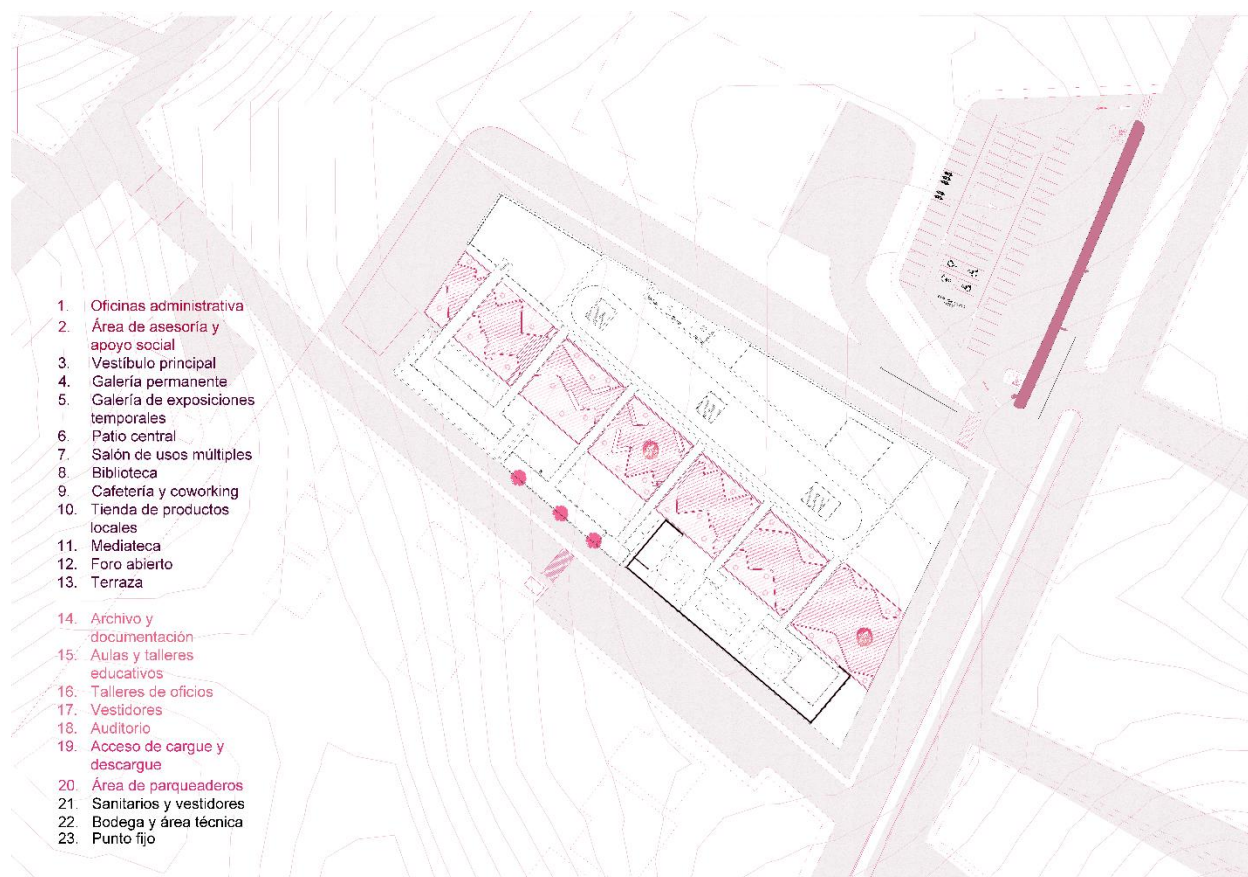 1. Oficinas administrativa
2. Área de asesoría y
apoyo social
3. Vestíbulo principal
4. Galería permanente
5. Galería de exposiciones
temporales
6. Patio central
7. Salón de usos múltiples
8. Biblioteca
9. Cafetería y coworking
10. Tienda de productos
locales
11. Mediateca
12. Foro abierto
13. Terraza
14. Archivo y
documentación
15. Aulas y talleres
educativos
16. Talleres de oficios
17. Vestidores
18. Auditorio
19. Acceso de cargue y
descargue
20. Área de parqueaderos
21. Sanitarios y vestidores
22. Bodega y área técnica
23. Punto fijo